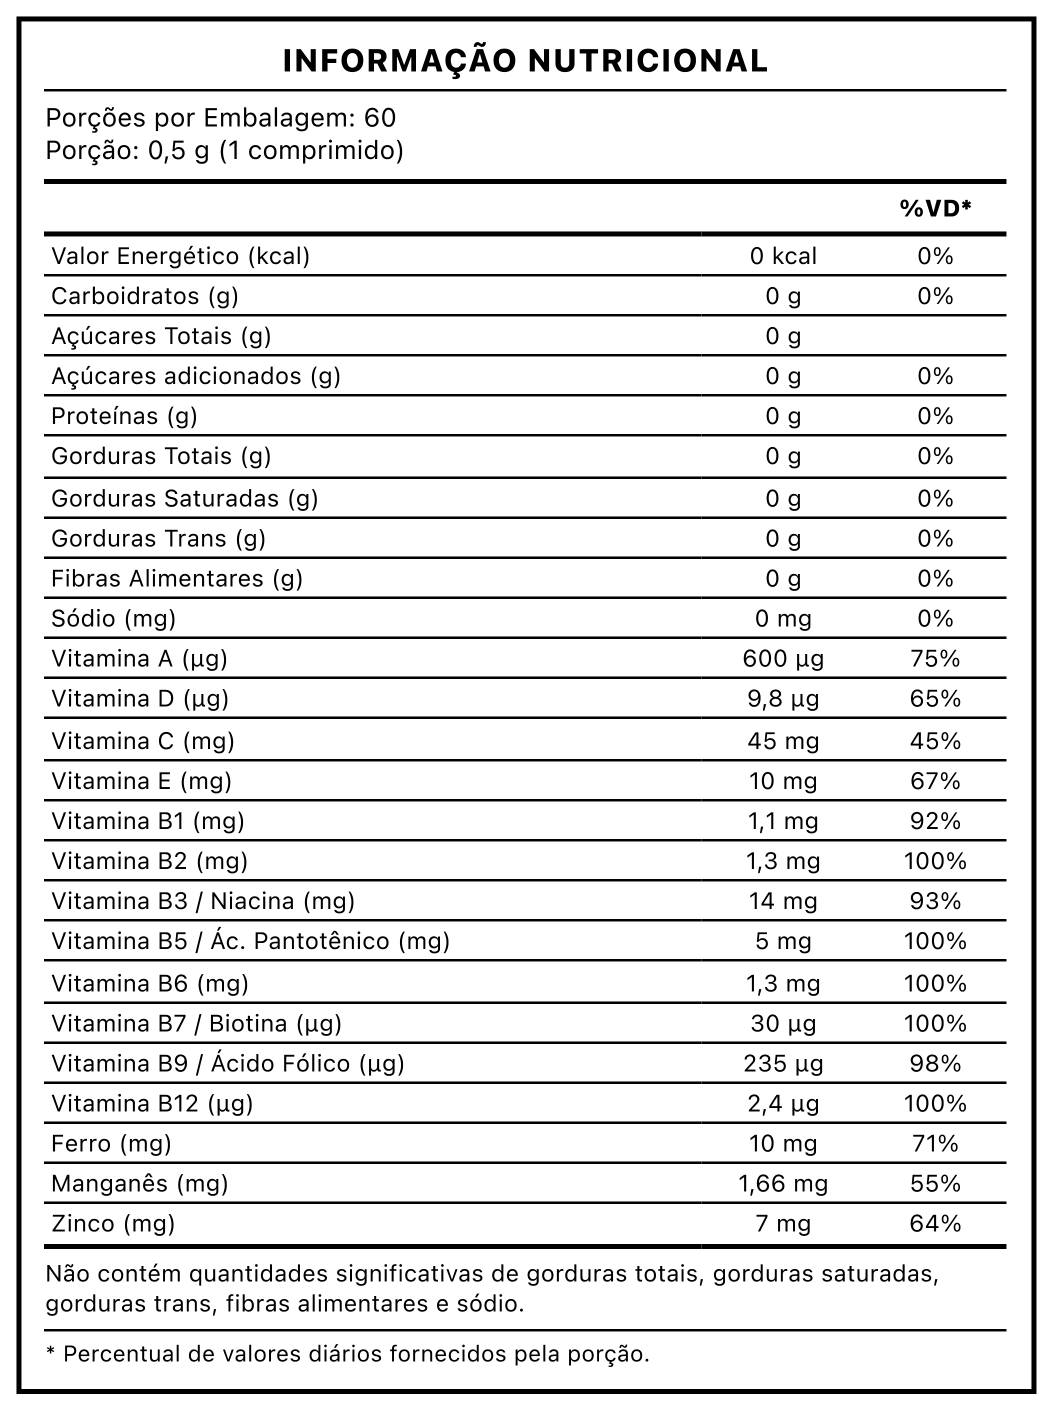 INFORMAÇÃO NUTRICIONAL
Porções por Embalagem: 60
Porção: 0,5 g (1 comprimido)
%VD*
Valor Energético (kcal) 0 kcal 0%
Carboidratos (g) 0 g 0%
Açúcares Totais (g) 0 g
Açúcares adicionados (g) 0 g 0%
Proteínas (g) 0 g 0%
Gorduras Totais (g) 0 g 0%
Gorduras Saturadas (g) 0 g 0%
Gorduras Trans (g) 0 g 0%
Fibras Alimentares (g) 0 g 0%
Sódio (mg) 0 mg 0%
Vitamina A (µg) 600 µg 75%
Vitamina D (µg) 9,8 µg 65%
Vitamina C (mg) 45 mg 45%
Vitamina E (mg) 10 mg 67%
Vitamina B1 (mg) 1,1 mg 92%
Vitamina B2 (mg) 1,3 mg 100%
Vitamina B3 / Niacina (mg) 14 mg 93%
Vitamina B5 / Ác. Pantotênico (mg) 5 mg 100%
Vitamina B6 (mg) 1,3 mg 100%
Vitamina B7 / Biotina (µg) 30 µg 100%
Vitamina B9 / Ácido Fólico (µg) 235 µg 98%
Vitamina B12 (µg) 2,4 µg 100%
Ferro (mg) 10 mg 71%
Manganês (mg) 1,66 mg 55%
Zinco (mg) 7 mg 64%
Não contém quantidades significativas de gorduras totais, gorduras saturadas,
gorduras trans, fibras alimentares e sódio.
* Percentual de valores diários fornecidos pela porção.